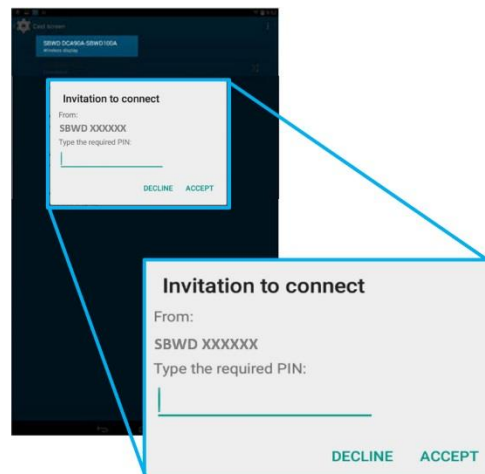 Cast screen
SBWD DCA90A-SBWD100A
Wireless display
Invitation to connect
From:
SBWD XXXXXX
Type the required PIN:
DECLINE ACCEPT
Invitation to connect
From:
SBWD XXXXXX
Type the required PIN:
DECLINE ACCEPT